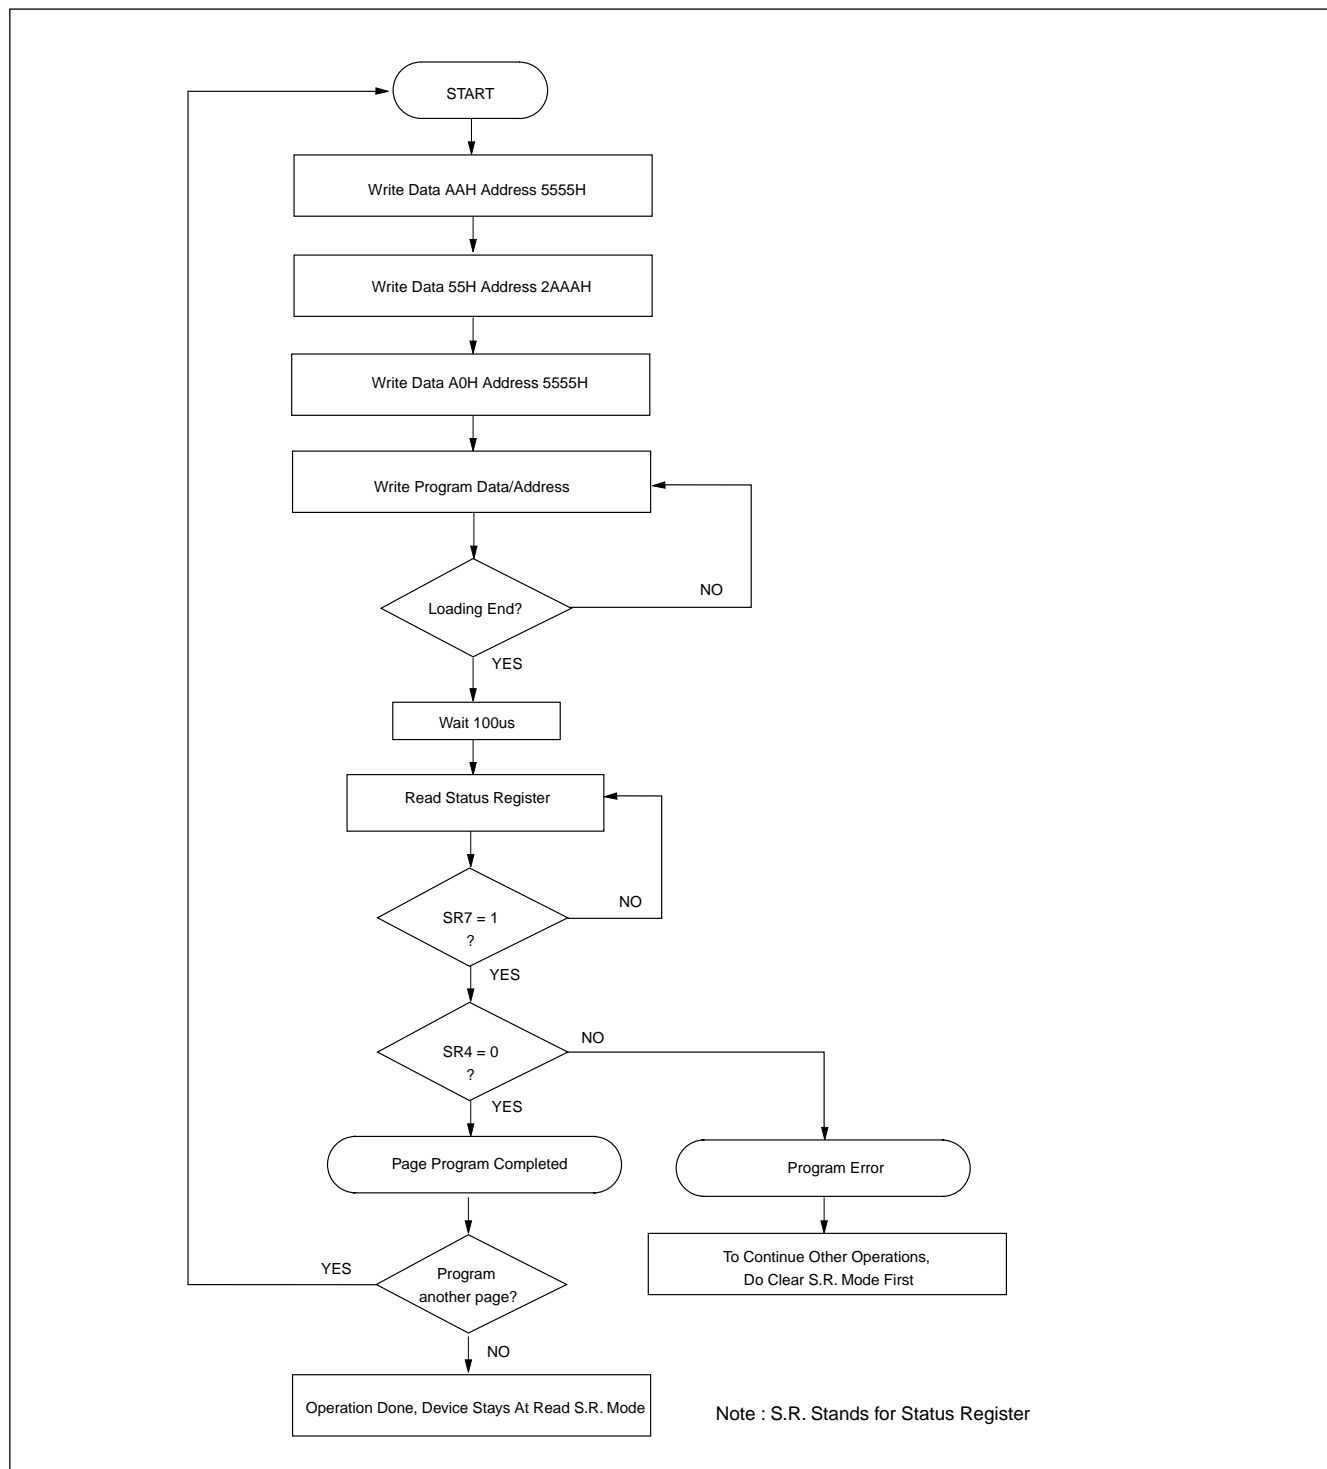 START
Write Data AAH Address 5555H
Write Data 55H Address 2AAAH
Write Data A0H Address 5555H
Write Program Data/Address
Loading End?
NO
YES
Wait 100us
Read Status Register
SR7 = 1
?
NO
YES
SR4 = 0
?
NO
YES
Page Program Completed
Program Error
To Continue Other Operations,
Do Clear S.R. Mode First
YES
Program
another page?
NO
Operation Done, Device Stays At Read S.R. Mode
Note : S.R. Stands for Status Register